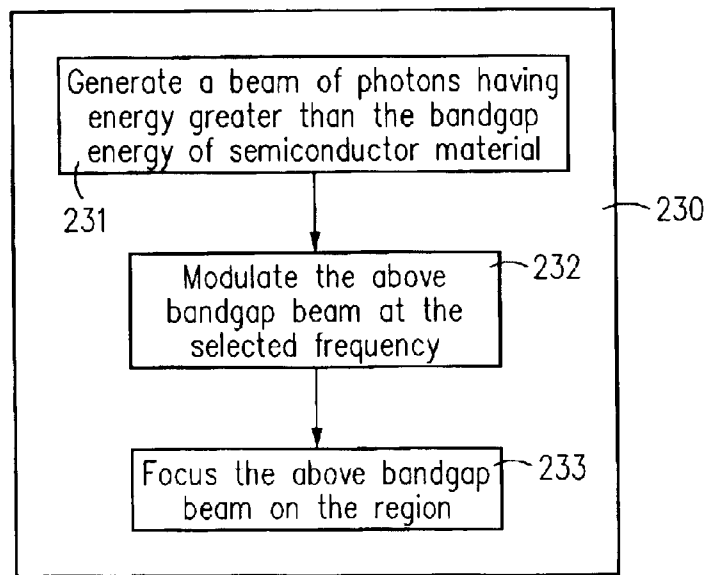 Generate a beam of photons having
energy greater than the bandgap
energy of semiconductor material
231
230
Modulate the above
bandgap beam at the
selected frequency
232
Focus the above bandgap
beam on the region
233